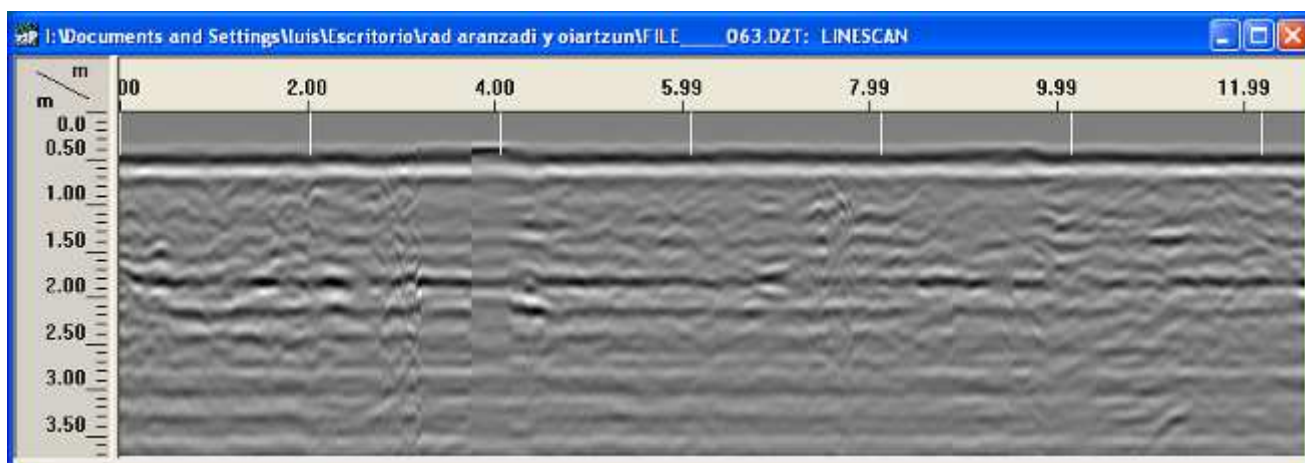 I:\Documents and Settings\luis\Escritorio\rad aranzadi y oiartzun\FILE____063.DZT: LINESCAN
m
m
00 2.00 4.00 5.99 7.99 9.99 11.99
0.0
0.50
1.00
1.50
2.00
2.50
3.00
3.50